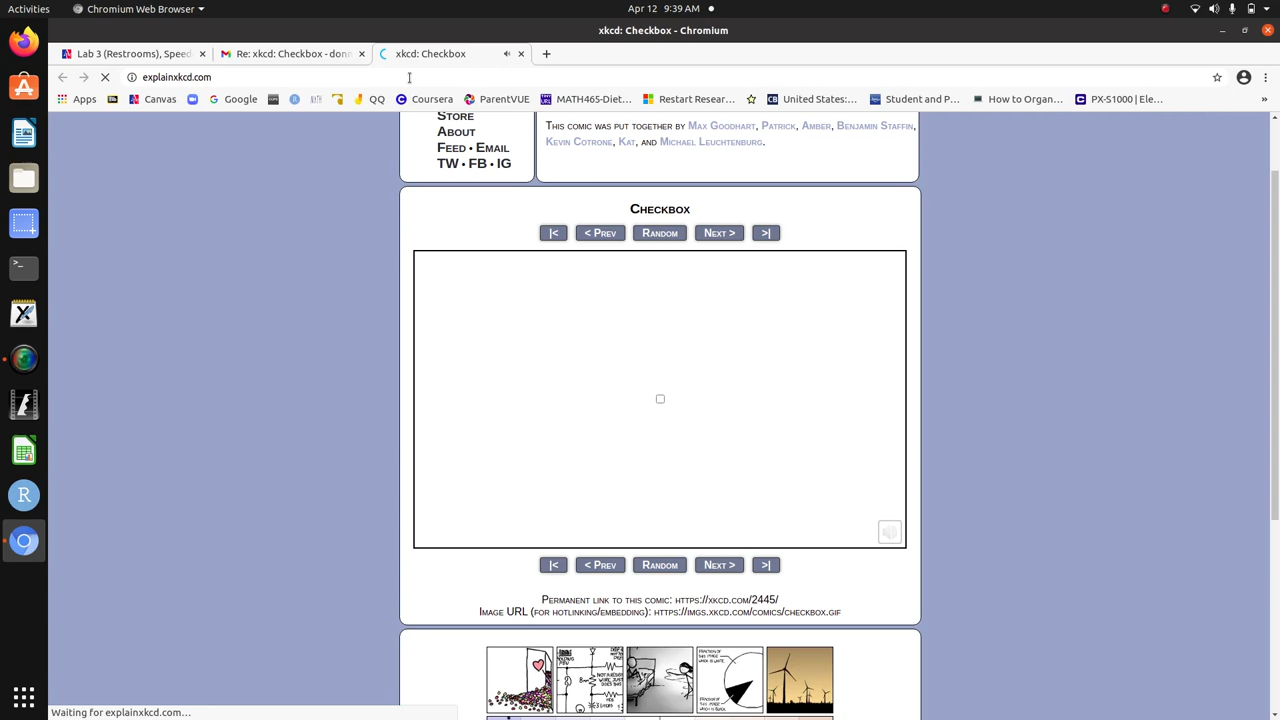 Activities
Chromium Web Browser
Apr 12 9:39 AM
xkcd: Checkbox - Chromium
Lab 3 (Restrooms), Speed
Re: xkcd: Checkbox - donn
xkcd: Checkbox
explainxkcd.com
Apps
Canvas
Google
QQ
Coursera
ParentVUE
MATH465-Diet...
Restart Resear...
United States:...
Student and P...
How to Organ...
PX-S1000 | Ele...
»
Store
About
Feed • Email
TW • FB • IG
This comic was put together by Max Goodhart, Patrick, Amber, Benjamin Staffin,
Kevin Cotrone, Kat, and Michael Leuchtenburg.
Checkbox
|< < Prev Random Next > >|
|< < Prev Random Next > >|
Permanent link to this comic: https://xkcd.com/2445/
Image URL (for hotlinking/embedding): https://imgs.xkcd.com/comics/checkbox.gif
Waiting for explainxkcd.com...